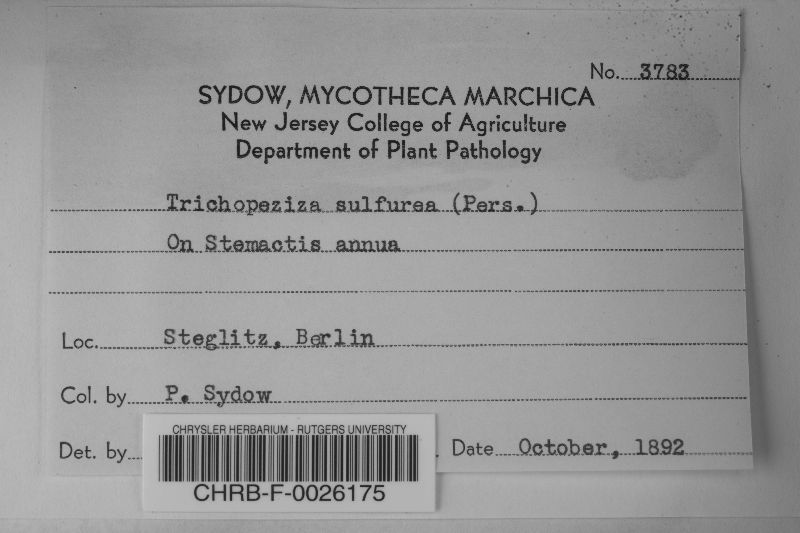 No. 3783
SYDOW, MYCOTHECA MARCHICA
New Jersey College of Agriculture
Department of Plant Pathology
Trichopeziza sulfurea (Pers.)
On Stemactis annua
Loc. Steglitz, Berlin
Col. by P. Sydow
Det. by
Date October, 1892
CHRYSLER HERBARIUM - RUTGERS UNIVERSITY
CHRB-F-0026175